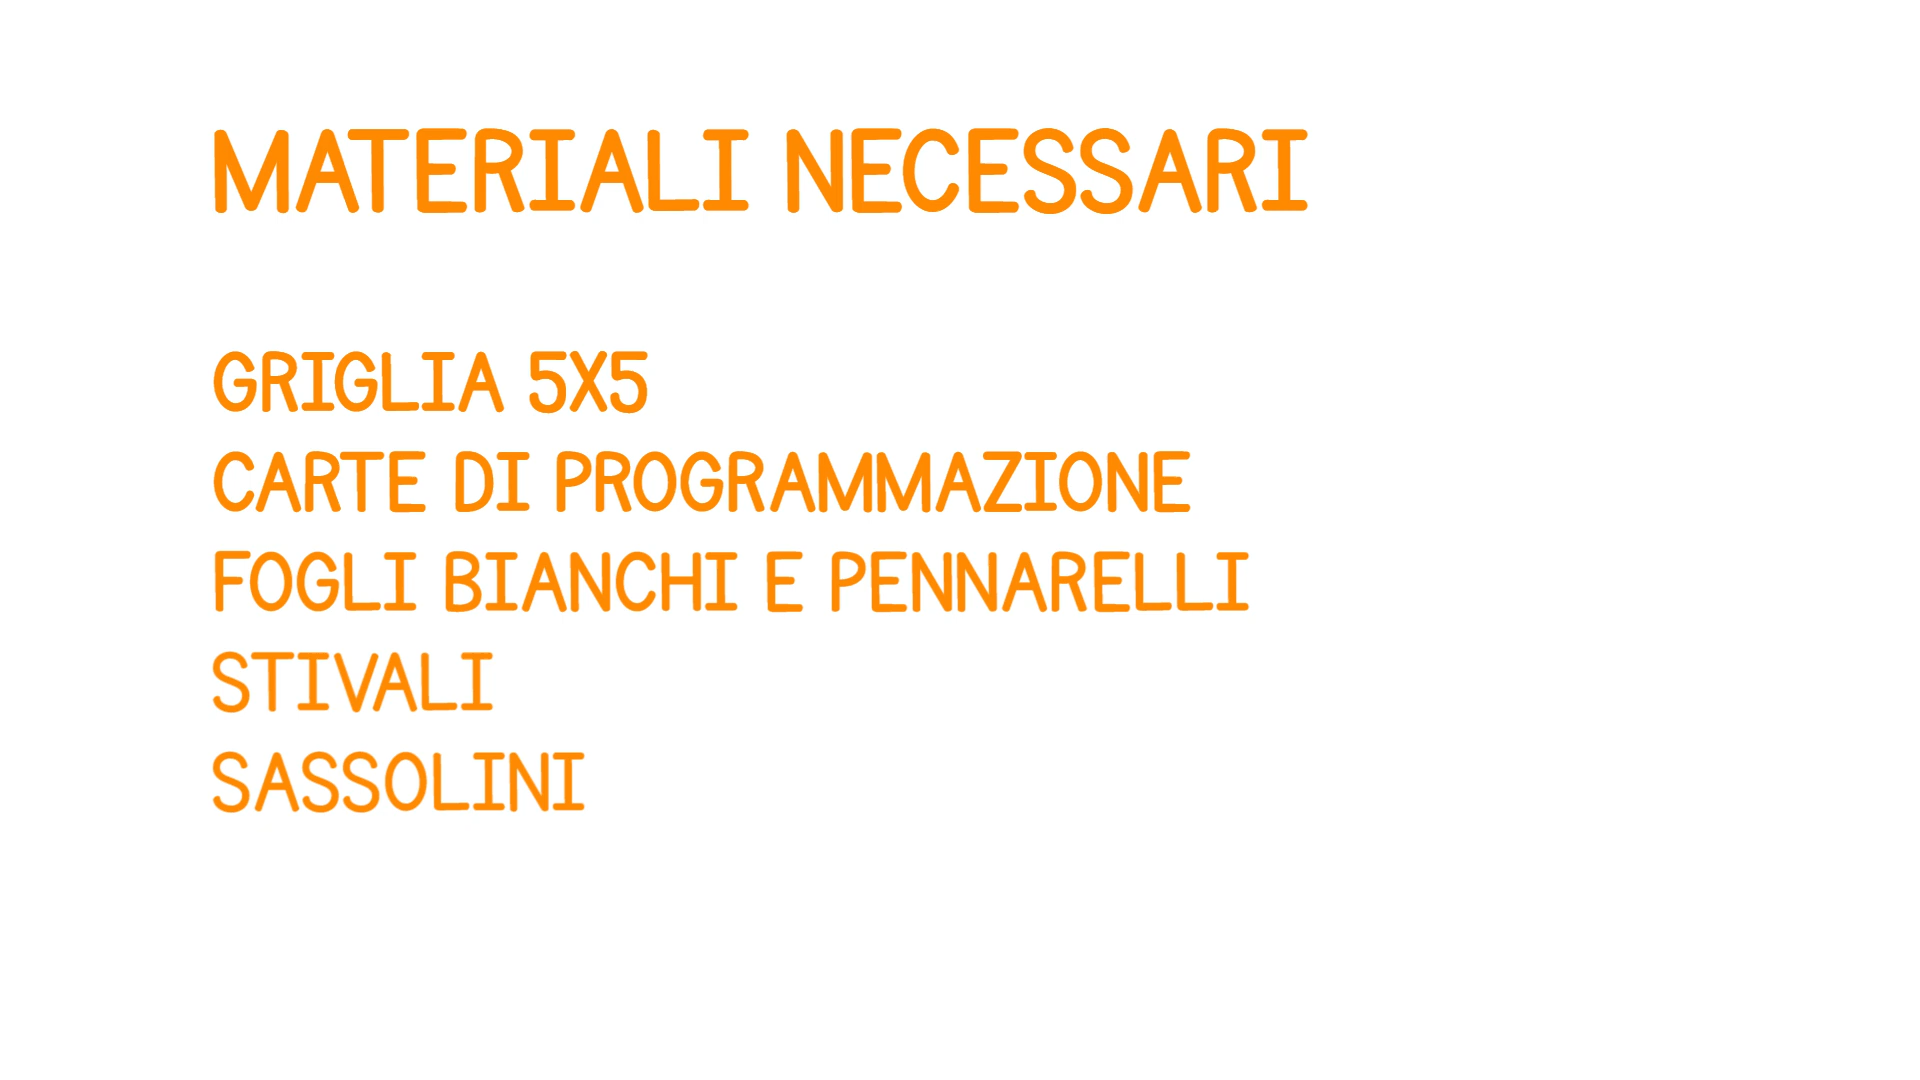 MATERIALI NECESSARI
GRIGLIA 5X5
CARTE DI PROGRAMMAZIONE
FOGLI BIANCHI E PENNARELLI
STIVALI
SASSOLINI